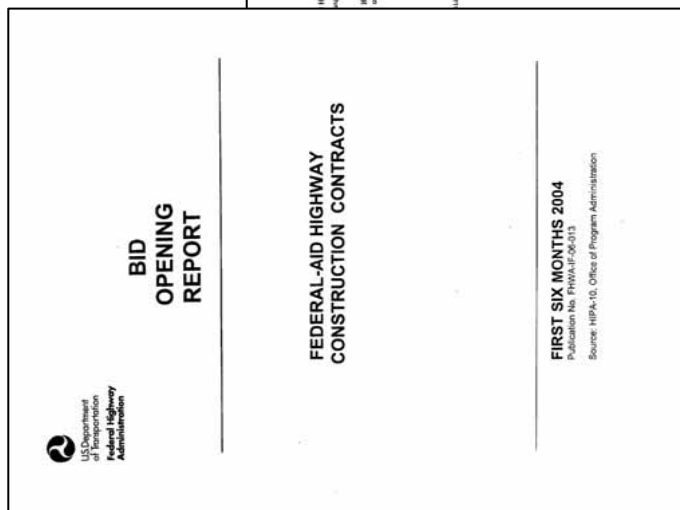 U.S. Department
of Transportation
Federal Highway
Administration
BID
OPENING
REPORT
FEDERAL-AID HIGHWAY
CONSTRUCTION CONTRACTS
FIRST SIX MONTHS 2004
Publication No. FHWA-IF-06-013
Source: HIPA-10, Office of Program Administration